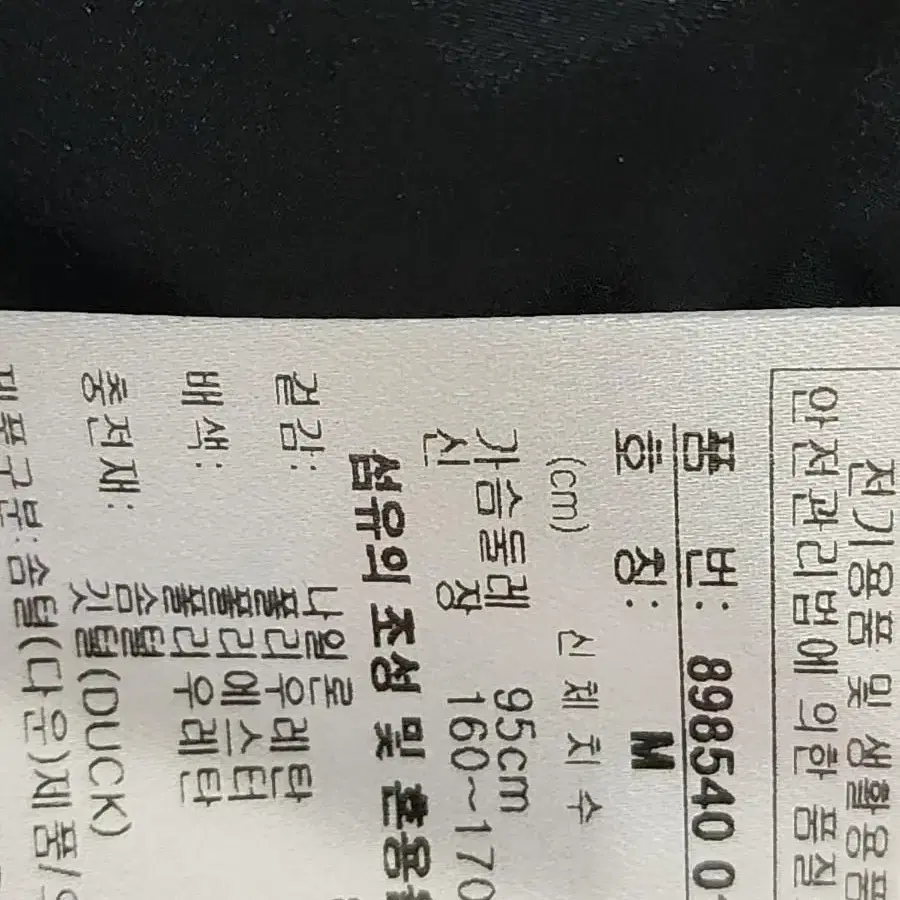 전기용품 및 생활용품
안전관리법에 의한 품질
품 번: 898540 0
호 칭: M
(cm) 신체치수
가슴둘레 95cm
신 장 160~170
섬유의 조성 및 혼용
겉감: 나일론
폴리우레탄
배색: 폴리에스터
폴리우레탄
충전재: 솜털
깃털(DUCK)
제품구분:솜털(다운)제품/